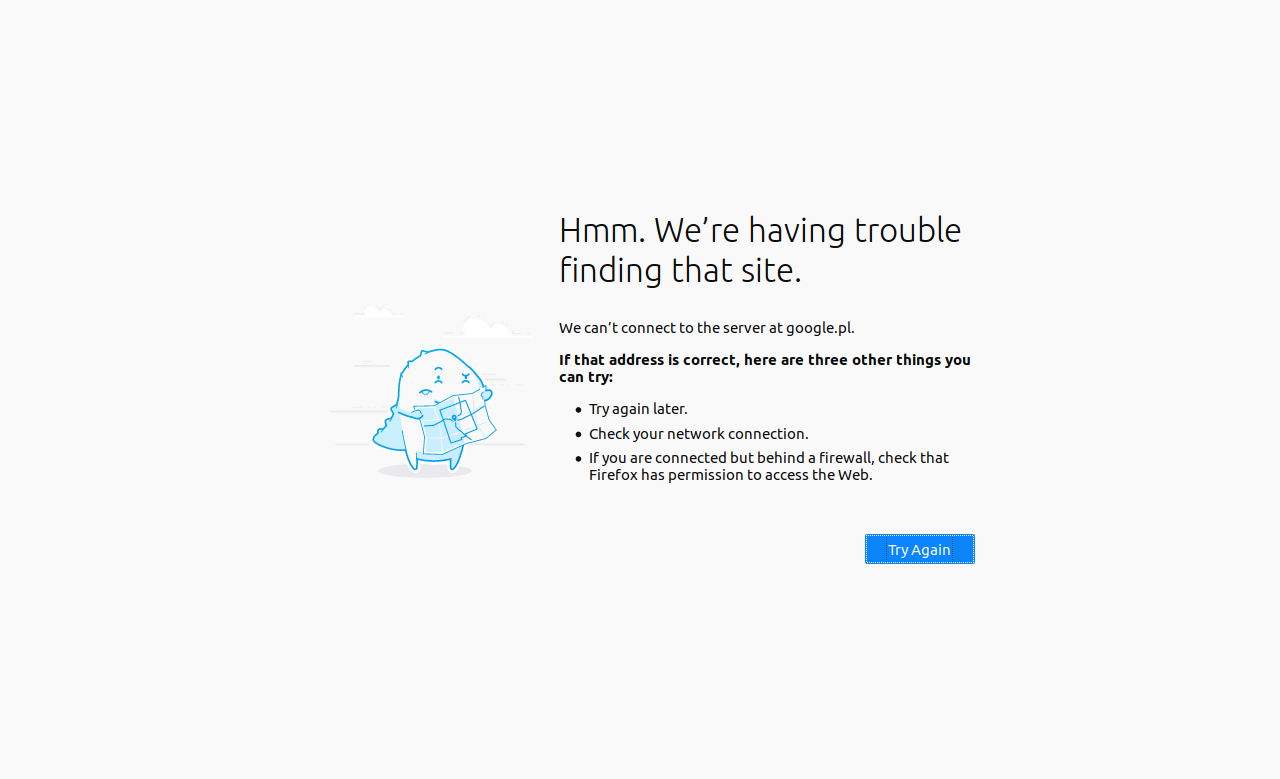 Hmm. We’re having trouble
finding that site.
We can’t connect to the server at google.pl.
If that address is correct, here are three other things you
can try:
• Try again later.
• Check your network connection.
• If you are connected but behind a firewall, check that
Firefox has permission to access the Web.
Try Again